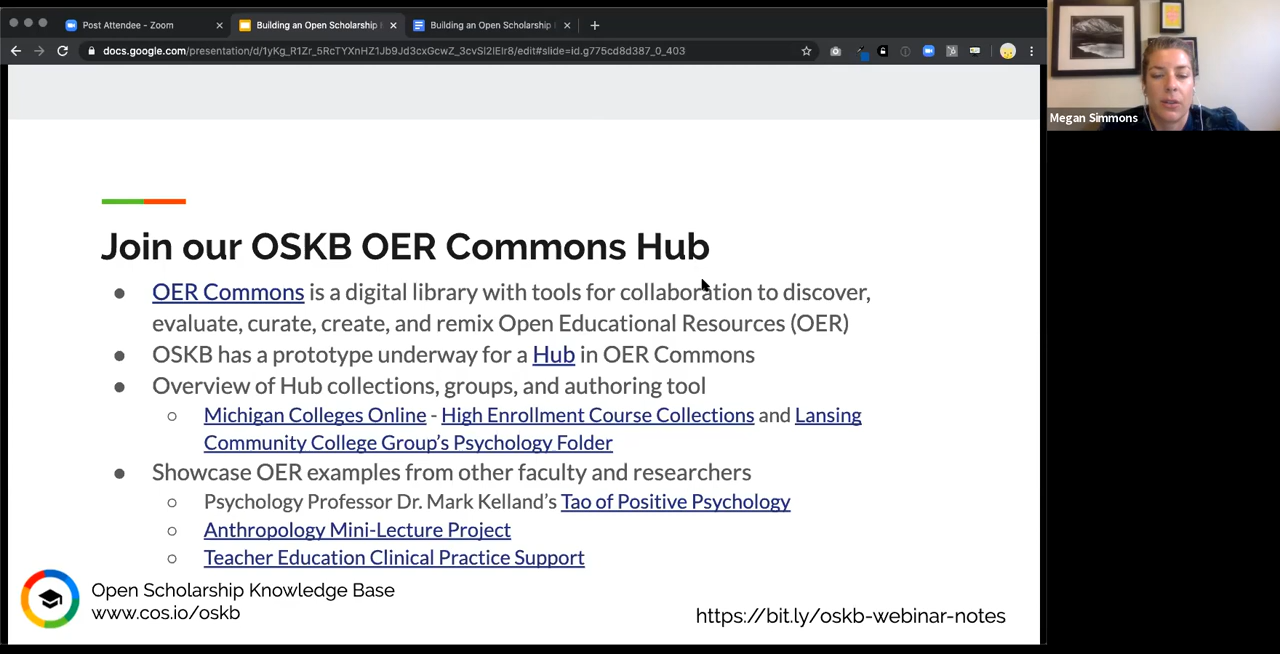 Post Attendee - Zoom
Building an Open Scholarship
Building an Open Scholarship
docs.google.com/presentation/d/1yKg_R1Zr_5RcTYXnHZ1Jb9Jd3cxGcwZ_3cvSI2IEIr8/edit#slide=id.g775cd8d387_0_403
Megan Simmons
Join our OSKB OER Commons Hub
● OER Commons is a digital library with tools for collaboration to discover,
evaluate, curate, create, and remix Open Educational Resources (OER)
● OSKB has a prototype underway for a Hub in OER Commons
● Overview of Hub collections, groups, and authoring tool
○ Michigan Colleges Online - High Enrollment Course Collections and Lansing
Community College Group's Psychology Folder
● Showcase OER examples from other faculty and researchers
○ Psychology Professor Dr. Mark Kelland's Tao of Positive Psychology
○ Anthropology Mini-Lecture Project
○ Teacher Education Clinical Practice Support
Open Scholarship Knowledge Base
www.cos.io/oskb
https://bit.ly/oskb-webinar-notes